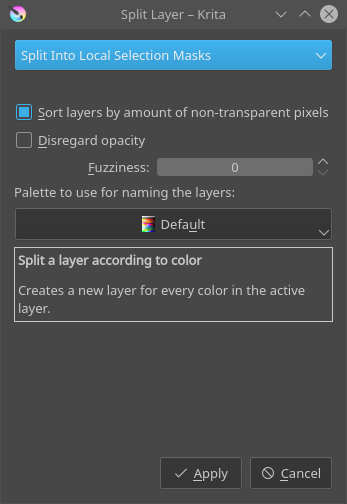 Split Layer – Krita
Split Into Local Selection Masks
Sort layers by amount of non-transparent pixels
Disregard opacity
Fuzziness: 0
Palette to use for naming the layers:
Default
Split a layer according to color
Creates a new layer for every color in the active
layer.
Apply Cancel